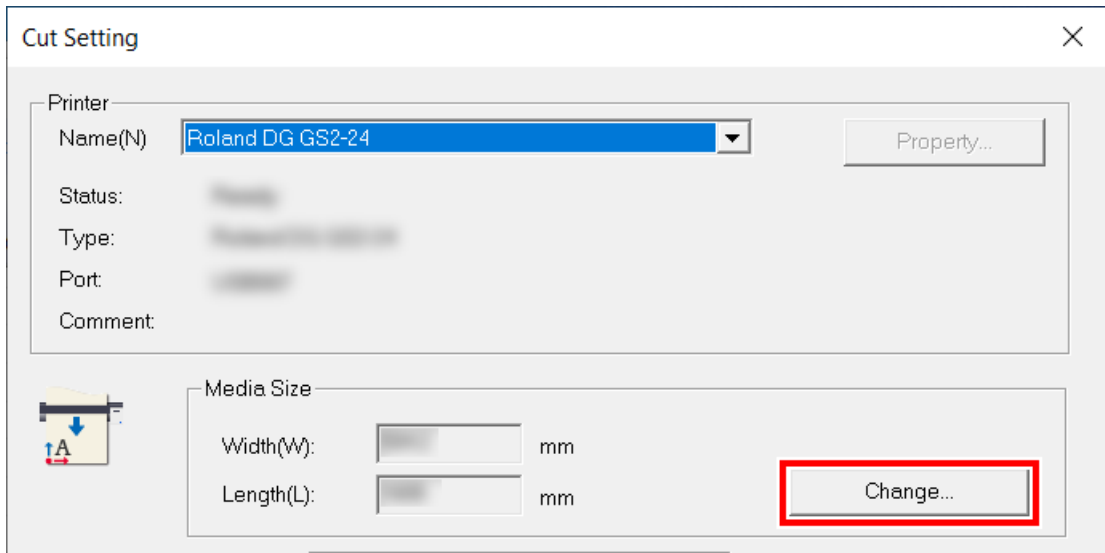 Cut Setting
Printer
Name(N) Roland DG GS2-24 Property...
Status:
Type:
Port:
Comment:
Media Size
Width(W): mm
Length(L): mm
Change...
A